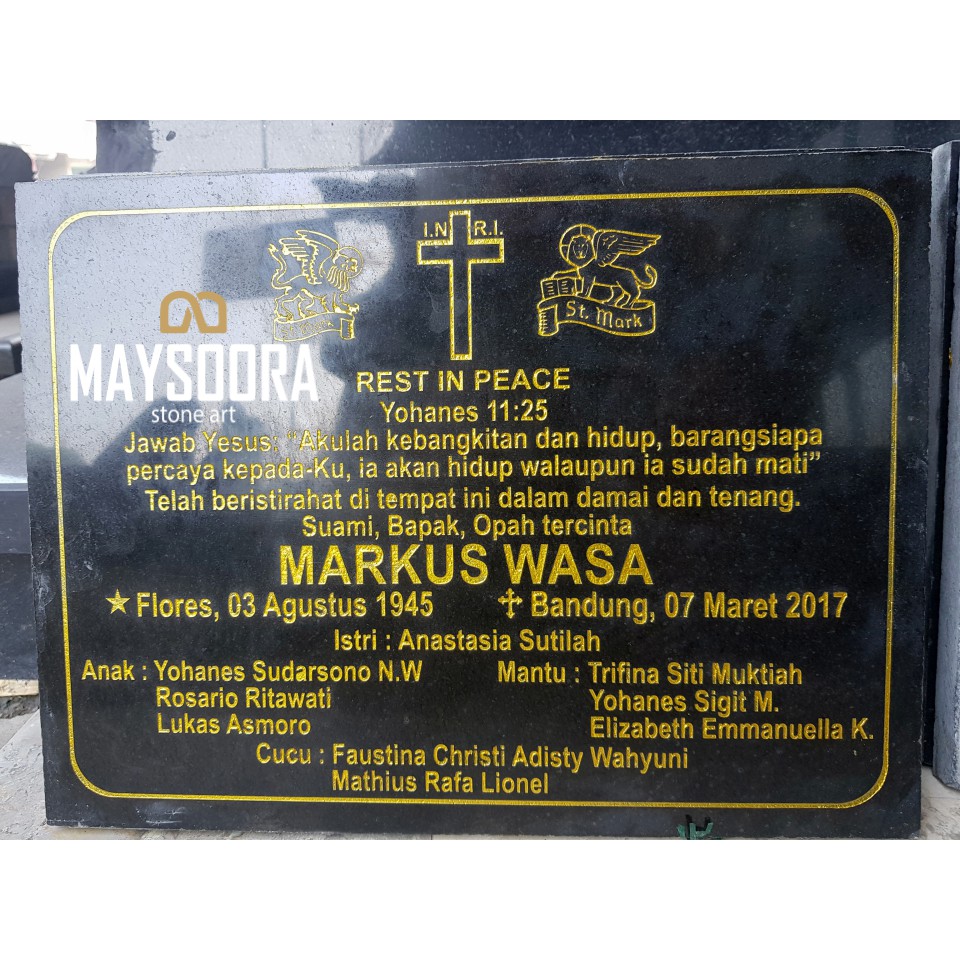 I.N R.I.
St. Mark
MAYSOORA
stone art
REST IN PEACE
Yohanes 11:25
Jawab Yesus; “Akulah kebangkitan dan hidup, barangsiapa
percaya kepada-Ku, ia akan hidup walaupun ia sudah mati”
Telah beristirahat di tempat ini dalam damai dan tenang.
Suami, Bapak, Opah tercinta
MARKUS WASA
Flores, 03 Agustus 1945 Bandung, 07 Maret 2017
Istri : Anastasia Sutilah
Anak : Yohanes Sudarsono N.W Mantu : Trifina Siti Muktiah
Rosario Ritawati Yohanes Sigit M.
Lukas Asmoro Elizabeth Emmanuella K.
Cucu : Faustina Christi Adisty Wahyuni
Mathius Rafa Lionel